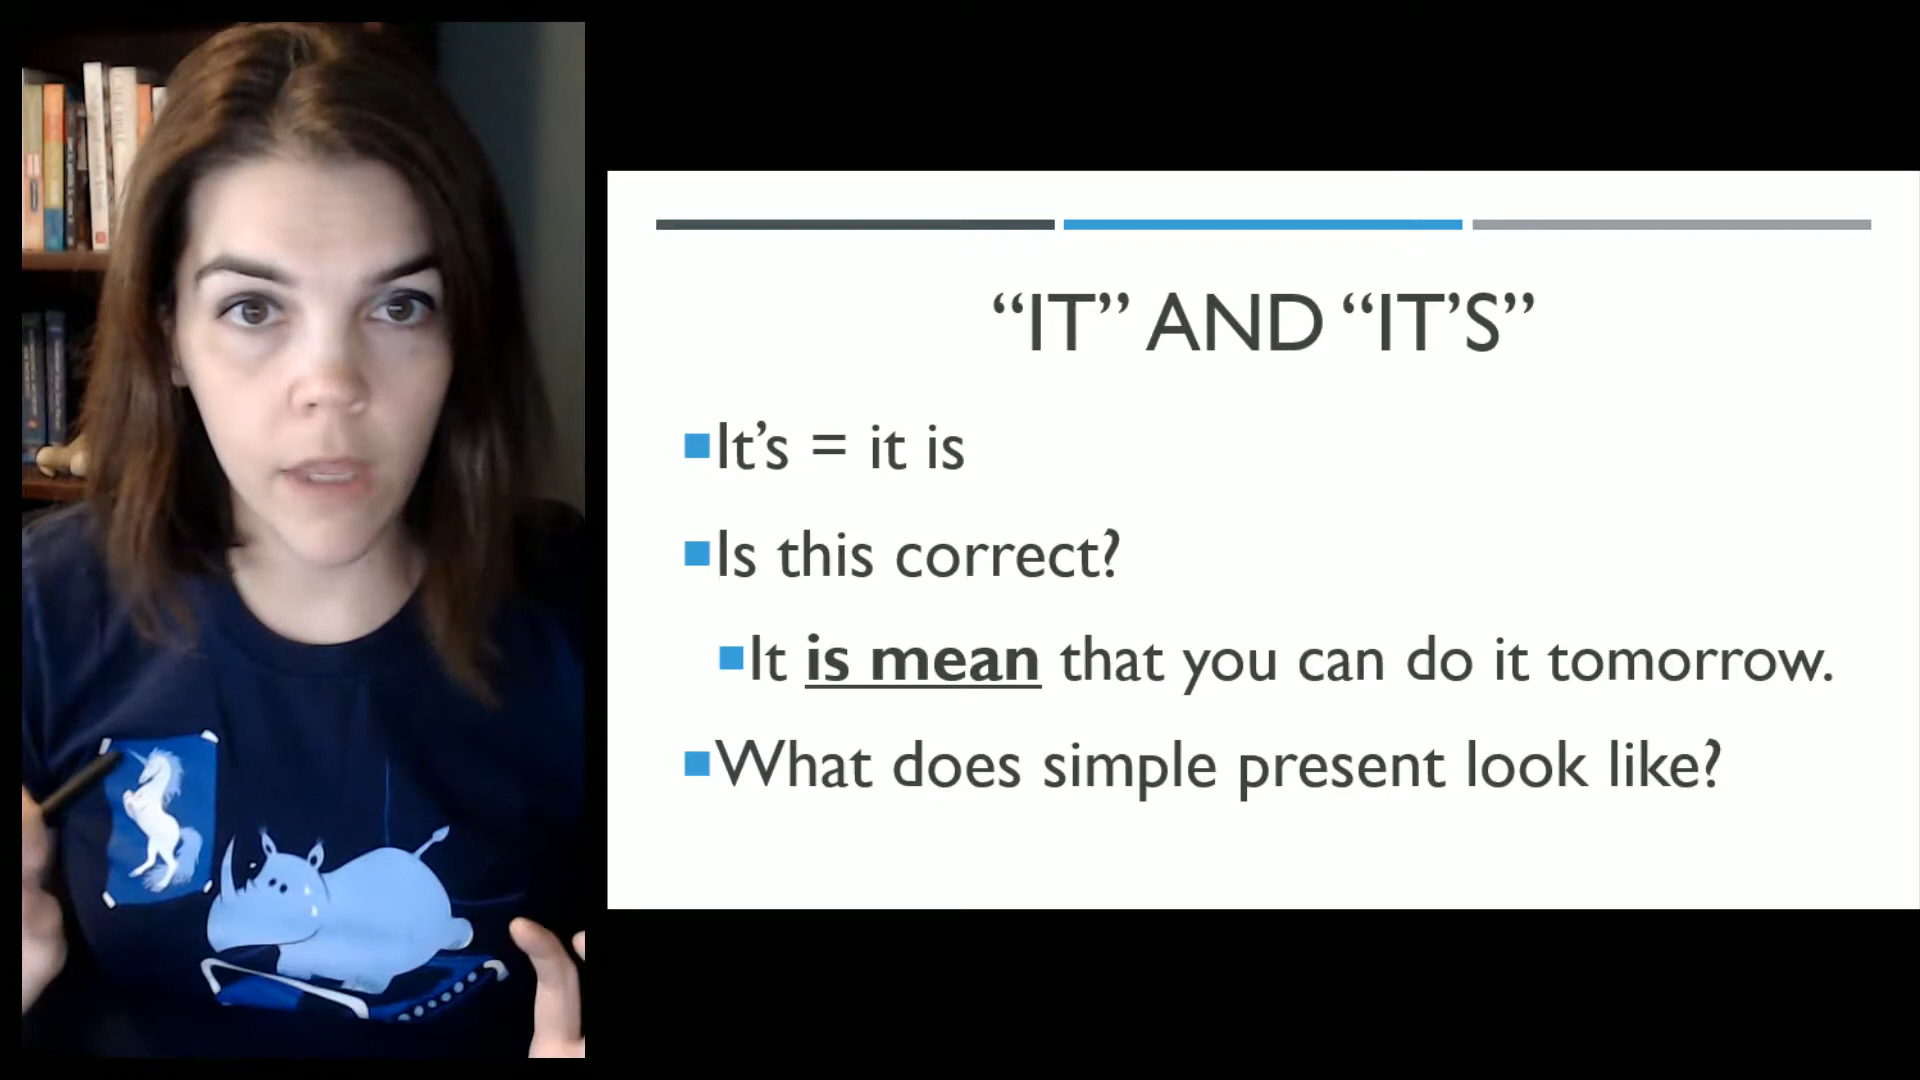 “IT” AND “IT’S”
It’s = it is
Is this correct?
It is mean that you can do it tomorrow.
What does simple present look like?